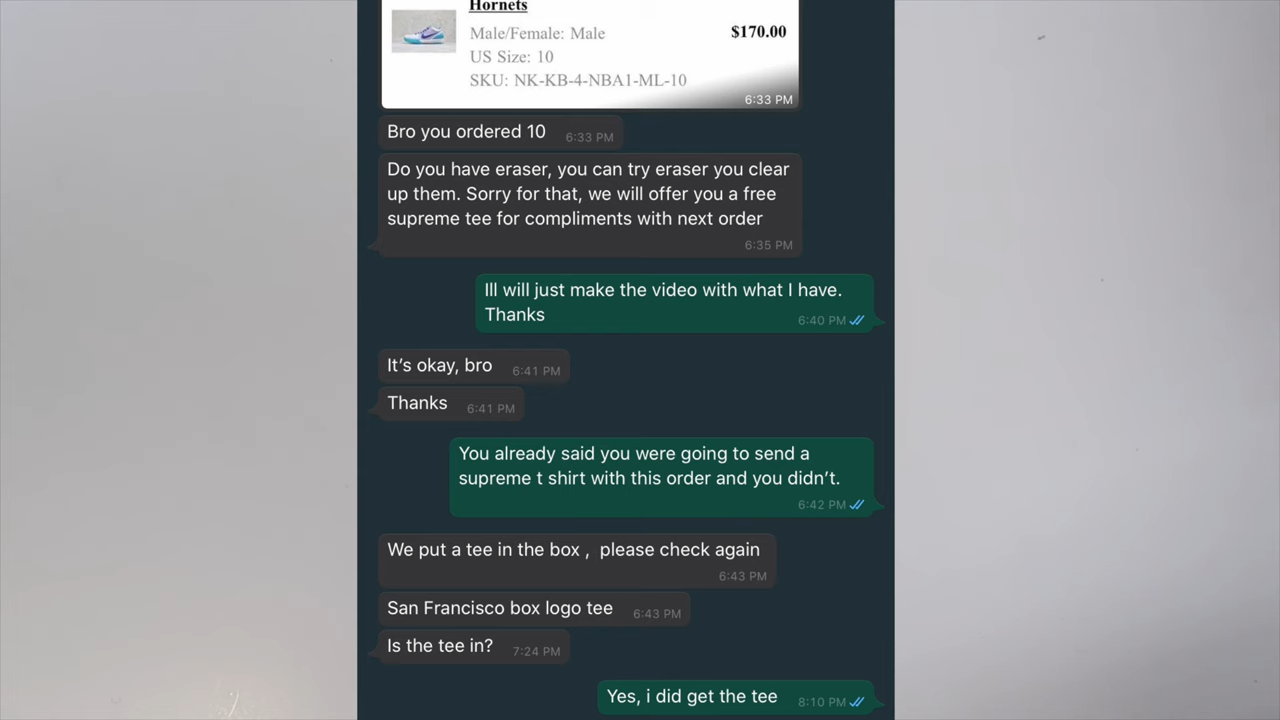 Hornets
Male/Female: Male
$170.00
US Size: 10
SKU: NK-KB-4-NBA1-ML-10
6:33 PM
Bro you ordered 10 6:33 PM
Do you have eraser, you can try eraser you clear
up them. Sorry for that, we will offer you a free
supreme tee for compliments with next order
6:35 PM
Ill will just make the video with what I have.
Thanks 6:40 PM
It’s okay, bro 6:41 PM
Thanks 6:41 PM
You already said you were going to send a
supreme t shirt with this order and you didn’t.
6:42 PM
We put a tee in the box , please check again
6:43 PM
San Francisco box logo tee 6:43 PM
Is the tee in? 7:24 PM
Yes, i did get the tee 8:10 PM